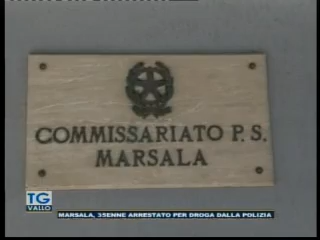 COMMISSARIATO P. S.
MARSALA
TG
VALLO
MARSALA, 35ENNE ARRESTATO PER DROGA DALLA POLIZIA